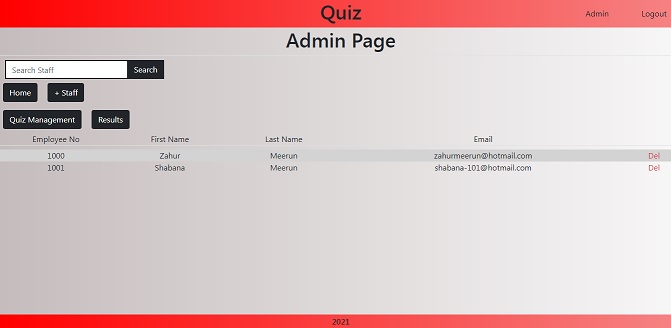 Quiz Admin Logout
Admin Page
Search Staff Search
Home + Staff
Quiz Management Results
Employee No First Name Last Name Email
1000 Zahur Meerun zahurmeerun@hotmail.com Del
1001 Shabana Meerun shabana-101@hotmail.com Del
2021